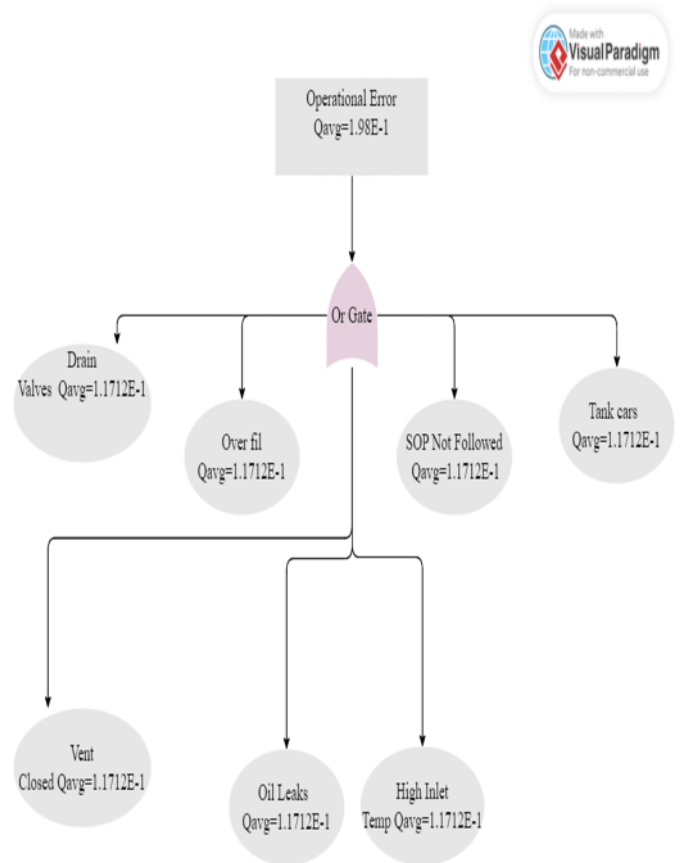 Made with
Visual Paradigm
For non-commercial use
Operational Error
Qavg=1.98E-1
Or Gate
Drain
Valves Qavg=1.1712E-1
Over fil
Qavg=1.1712E-1
SOP Not Followed
Qavg=1.1712E-1
Tank cars
Qavg=1.1712E-1
Vent
Closed Qavg=1.1712E-1
Oil Leaks
Qavg=1.1712E-1
High Inlet
Temp Qavg=1.1712E-1